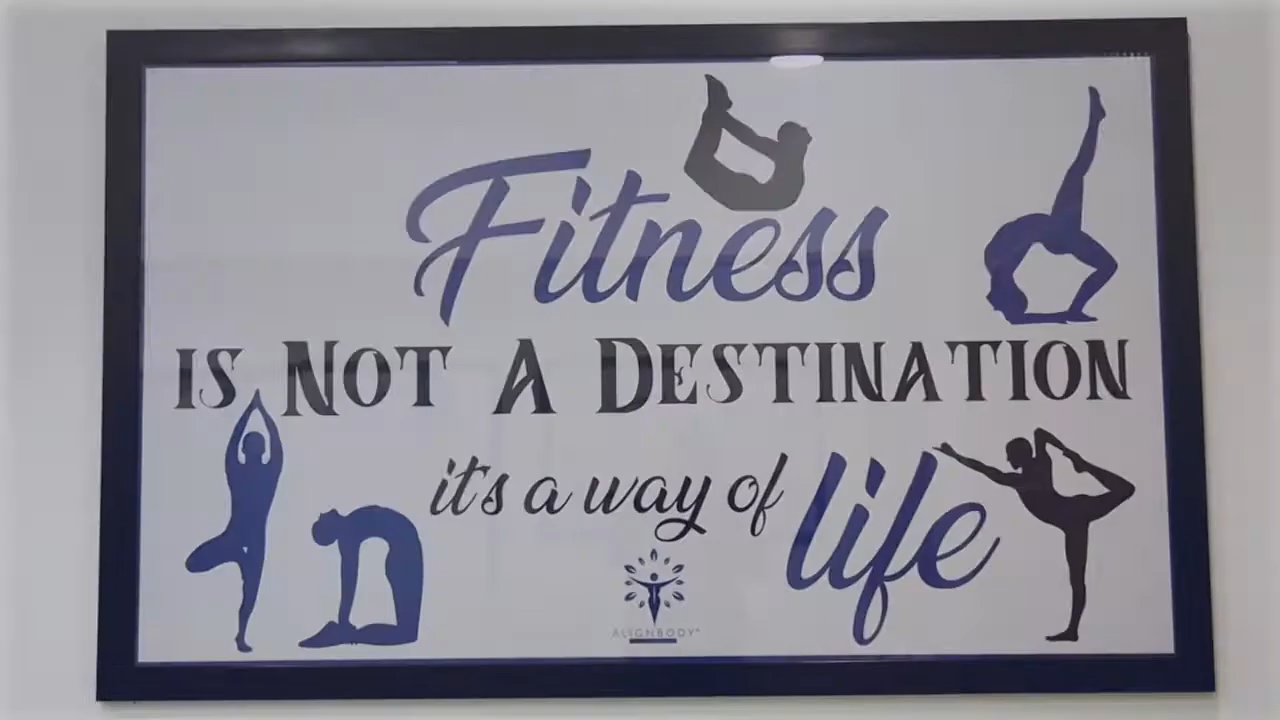 Fitness
IS NOT A DESTINATION
it's a way of life
ALIGNBODY